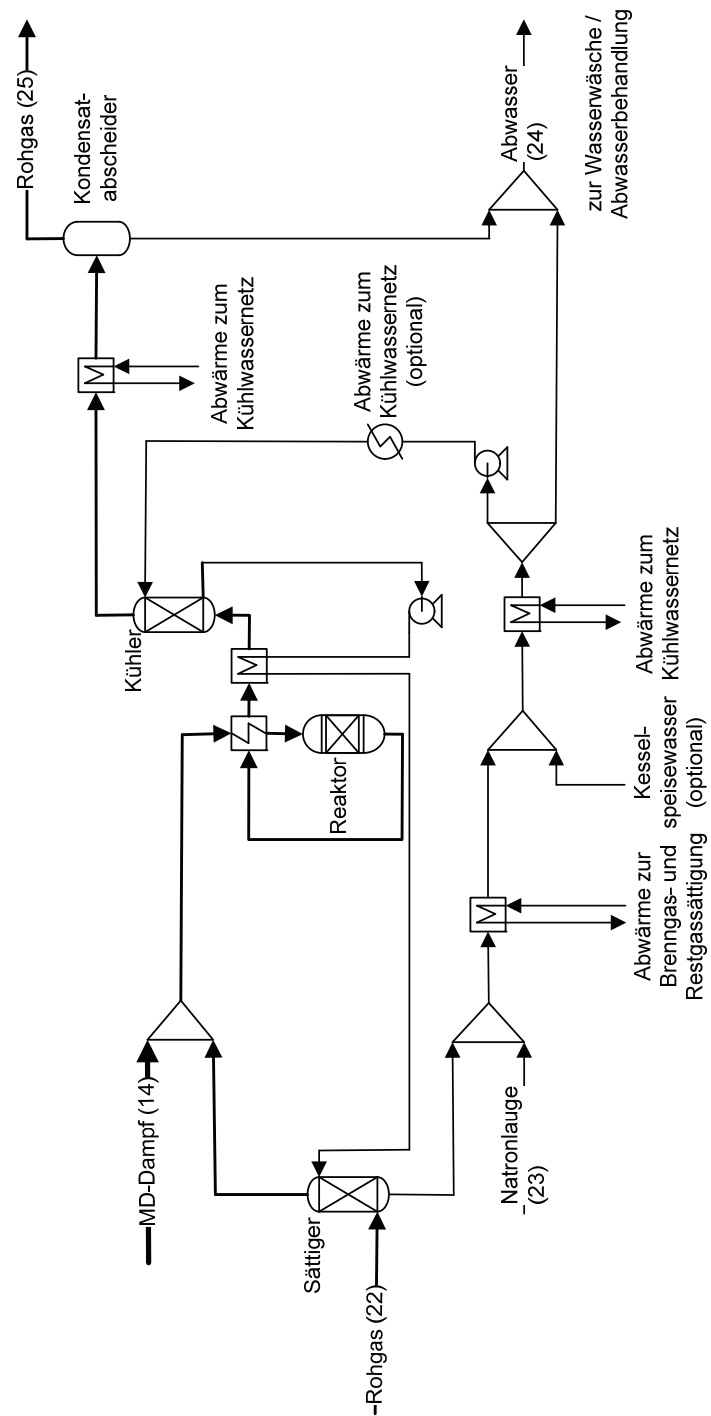 Rohgas (25)
Kondensat-
abscheider
Abwasser
(24)
zur Wasserwäsche /
Abwasserbehandlung
Abwärme zum
Kühlwassernetz
Abwärme zum
Kühlwassernetz
(optional)
Kühler
Abwärme zum
Kühlwassernetz
Reaktor
Kessel-
speisewasser
(optional)
Abwärme zur
Brenngas- und
Restgassättigung
MD-Dampf (14)
Sättiger
Natronlauge
(23)
Rohgas (22)